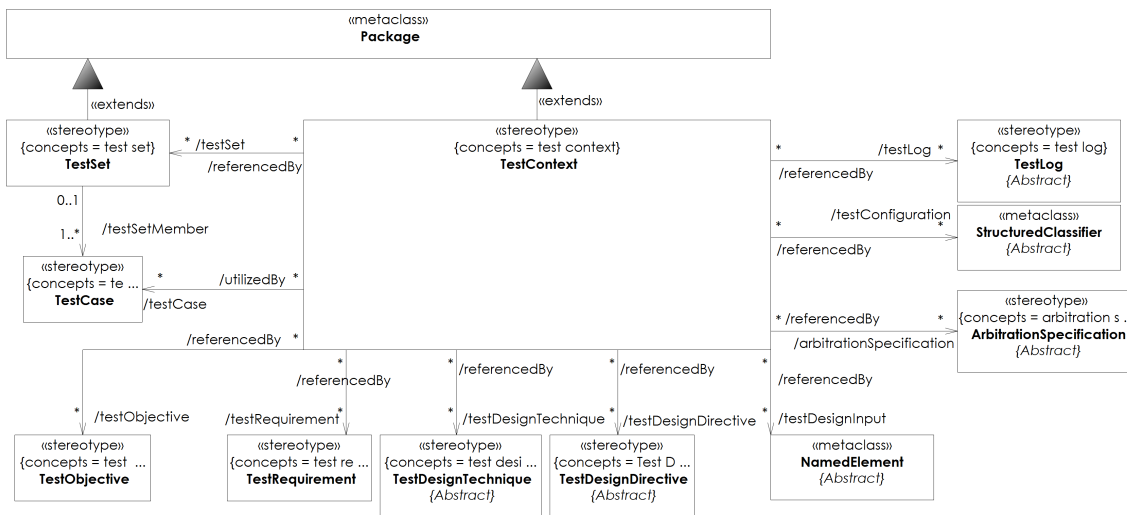 «metaclass»
Package
«extends»
«extends»
«stereotype»
{concepts = test set}
TestSet
* /testSet *
/referencedBy
«stereotype»
{concepts = test context}
TestContext
* /testLog *
/referencedBy
«stereotype»
{concepts = test log}
TestLog
{Abstract}
0..1
1..*
/testSetMember
/testConfiguration
* *
/referencedBy
«metaclass»
StructuredClassifier
{Abstract}
«stereotype»
{concepts = te ...
TestCase
* /utilizedBy *
/testCase
* /referencedBy *
/arbitrationSpecification
«stereotype»
{concepts = arbitration s ..
ArbitrationSpecification
{Abstract}
/referencedBy *
* /testObjective
*
/referencedBy
/testRequirement *
*
/referencedBy
* /testDesignTechnique
*
/referencedBy
* /testDesignDirective
*
/referencedBy
* /testDesignInput
«stereotype»
{concepts = test ...
TestObjective
«stereotype»
{concepts = test re ...
TestRequirement
«stereotype»
{concepts = test desi ...
TestDesignTechnique
{Abstract}
«stereotype»
{concepts = Test D ...
TestDesignDirective
{Abstract}
«metaclass»
NamedElement
{Abstract}